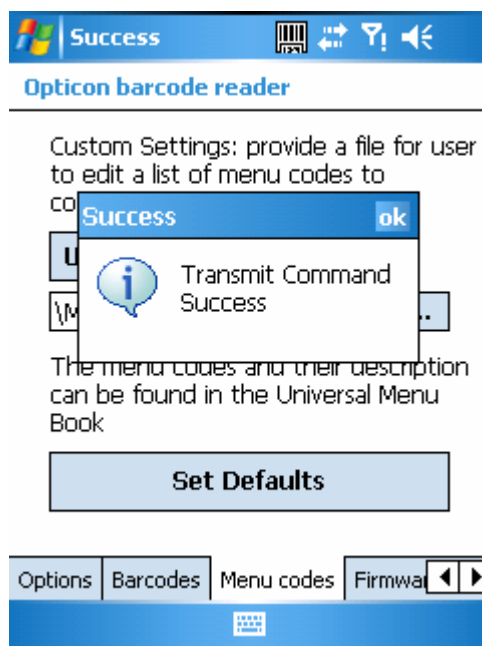 Success
Opticon barcode reader
Custom Settings: provide a file for user
to edit a list of menu codes to
Success
ok
Transmit Command
Success
..
The menu codes and their description
can be found in the Universal Menu
Book
Set Defaults
Options Barcodes Menu codes